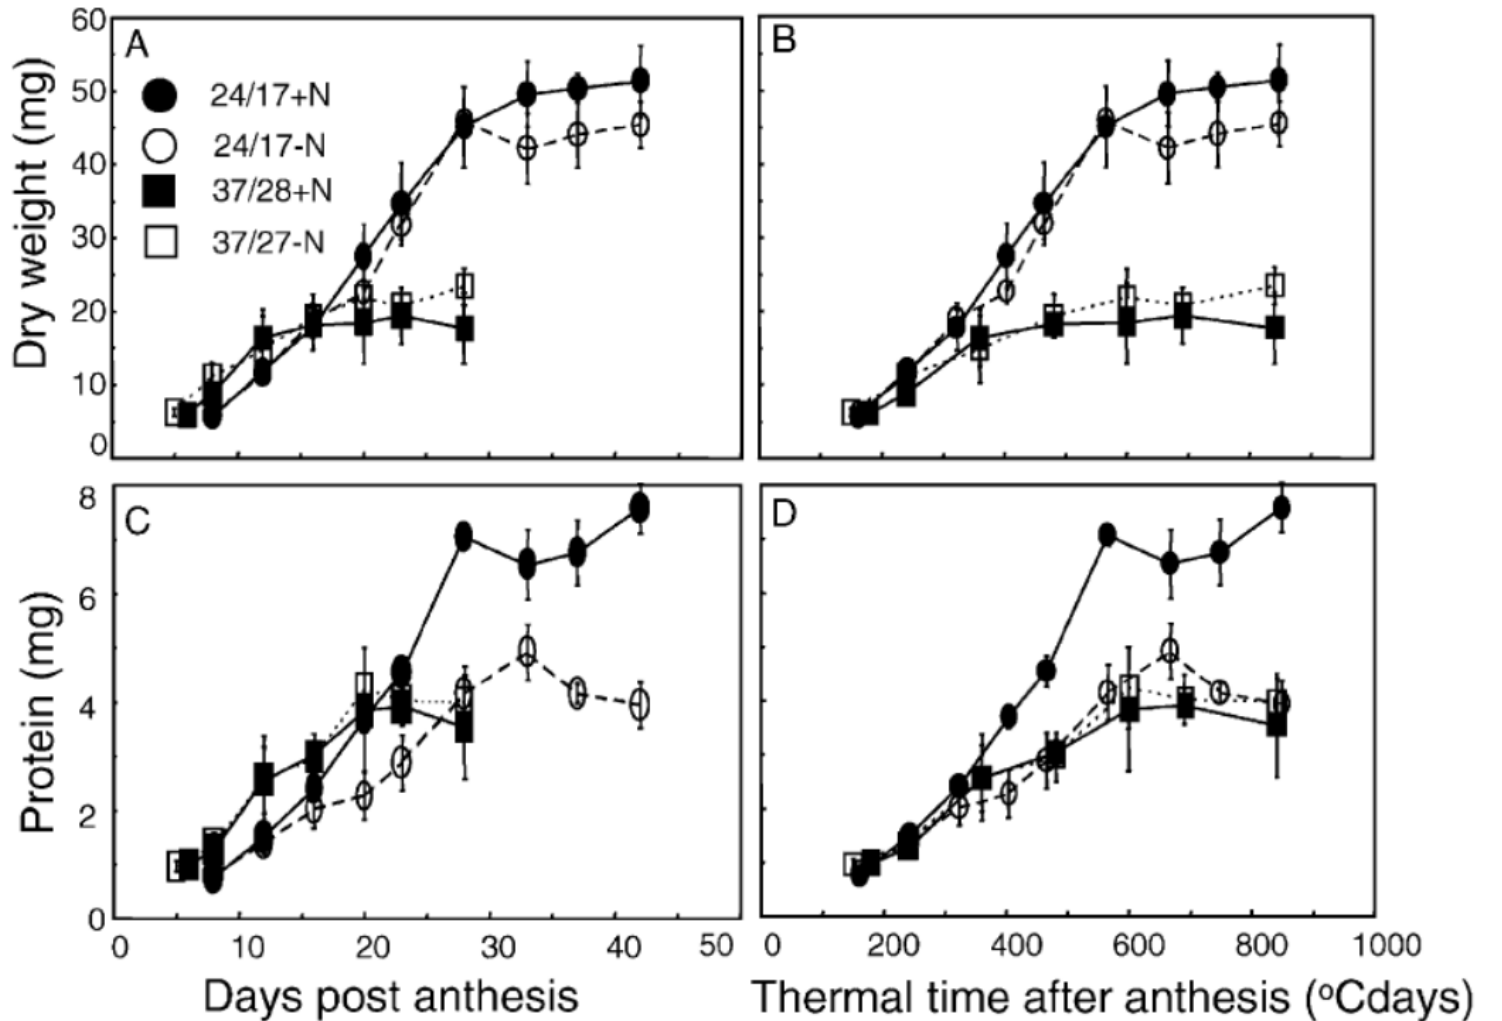 A
B
24/17+N
24/17-N
37/28+N
37/27-N
Dry weight (mg)
60
50
40
30
20
10
0
C
D
Protein (mg)
8
6
4
2
0
0 10 20 30 40 50
0 200 400 600 800 1000
Days post anthesis
Thermal time after anthesis (ºCdays)